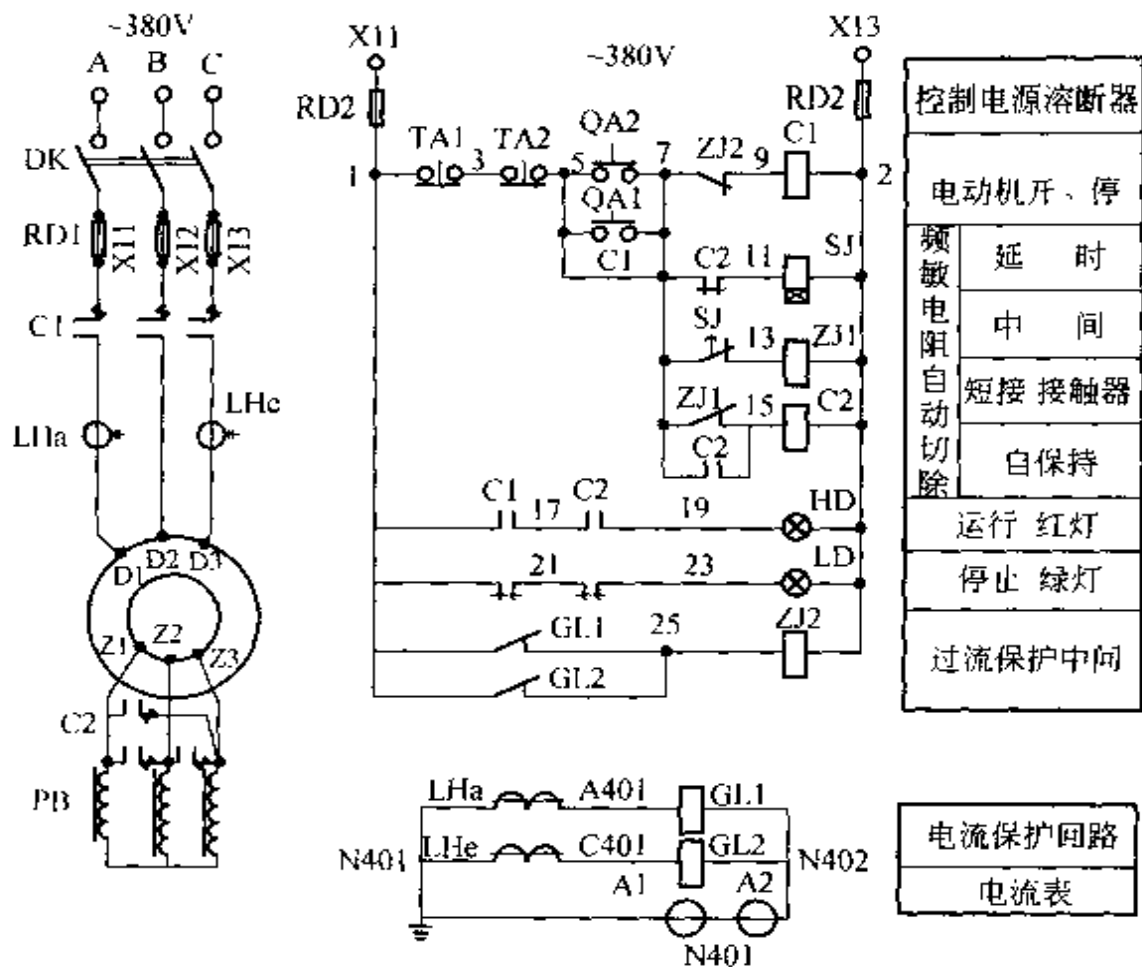 ~380V
A B C
DK
RD1
X11 X12 X13
C1
LHa
LHc
D1 D2 D3
Z1 Z2 Z3
C2
PB
X11
~380V
X13
RD2
RD2
TA1 TA2 QA2 C1
1 3 5 7 ZJ2 9 2
QA1
C1
C2 11 SJ
SJ 13 ZJ1
ZJ1 15 C2
C2
C1 17 C2 19 HD
21 23 LD
GL1 25 ZJ2
GL2
控制电源溶断器
电动机开、停
频敏电阻自动切除
延 时
中 间
短接 接触器
自保持
运行 红灯
停止 绿灯
过流保护中间
LHa A401 GL1
N401 LHe C401 GL2 N402
A1 A2
N401
电流保护回路
电流表